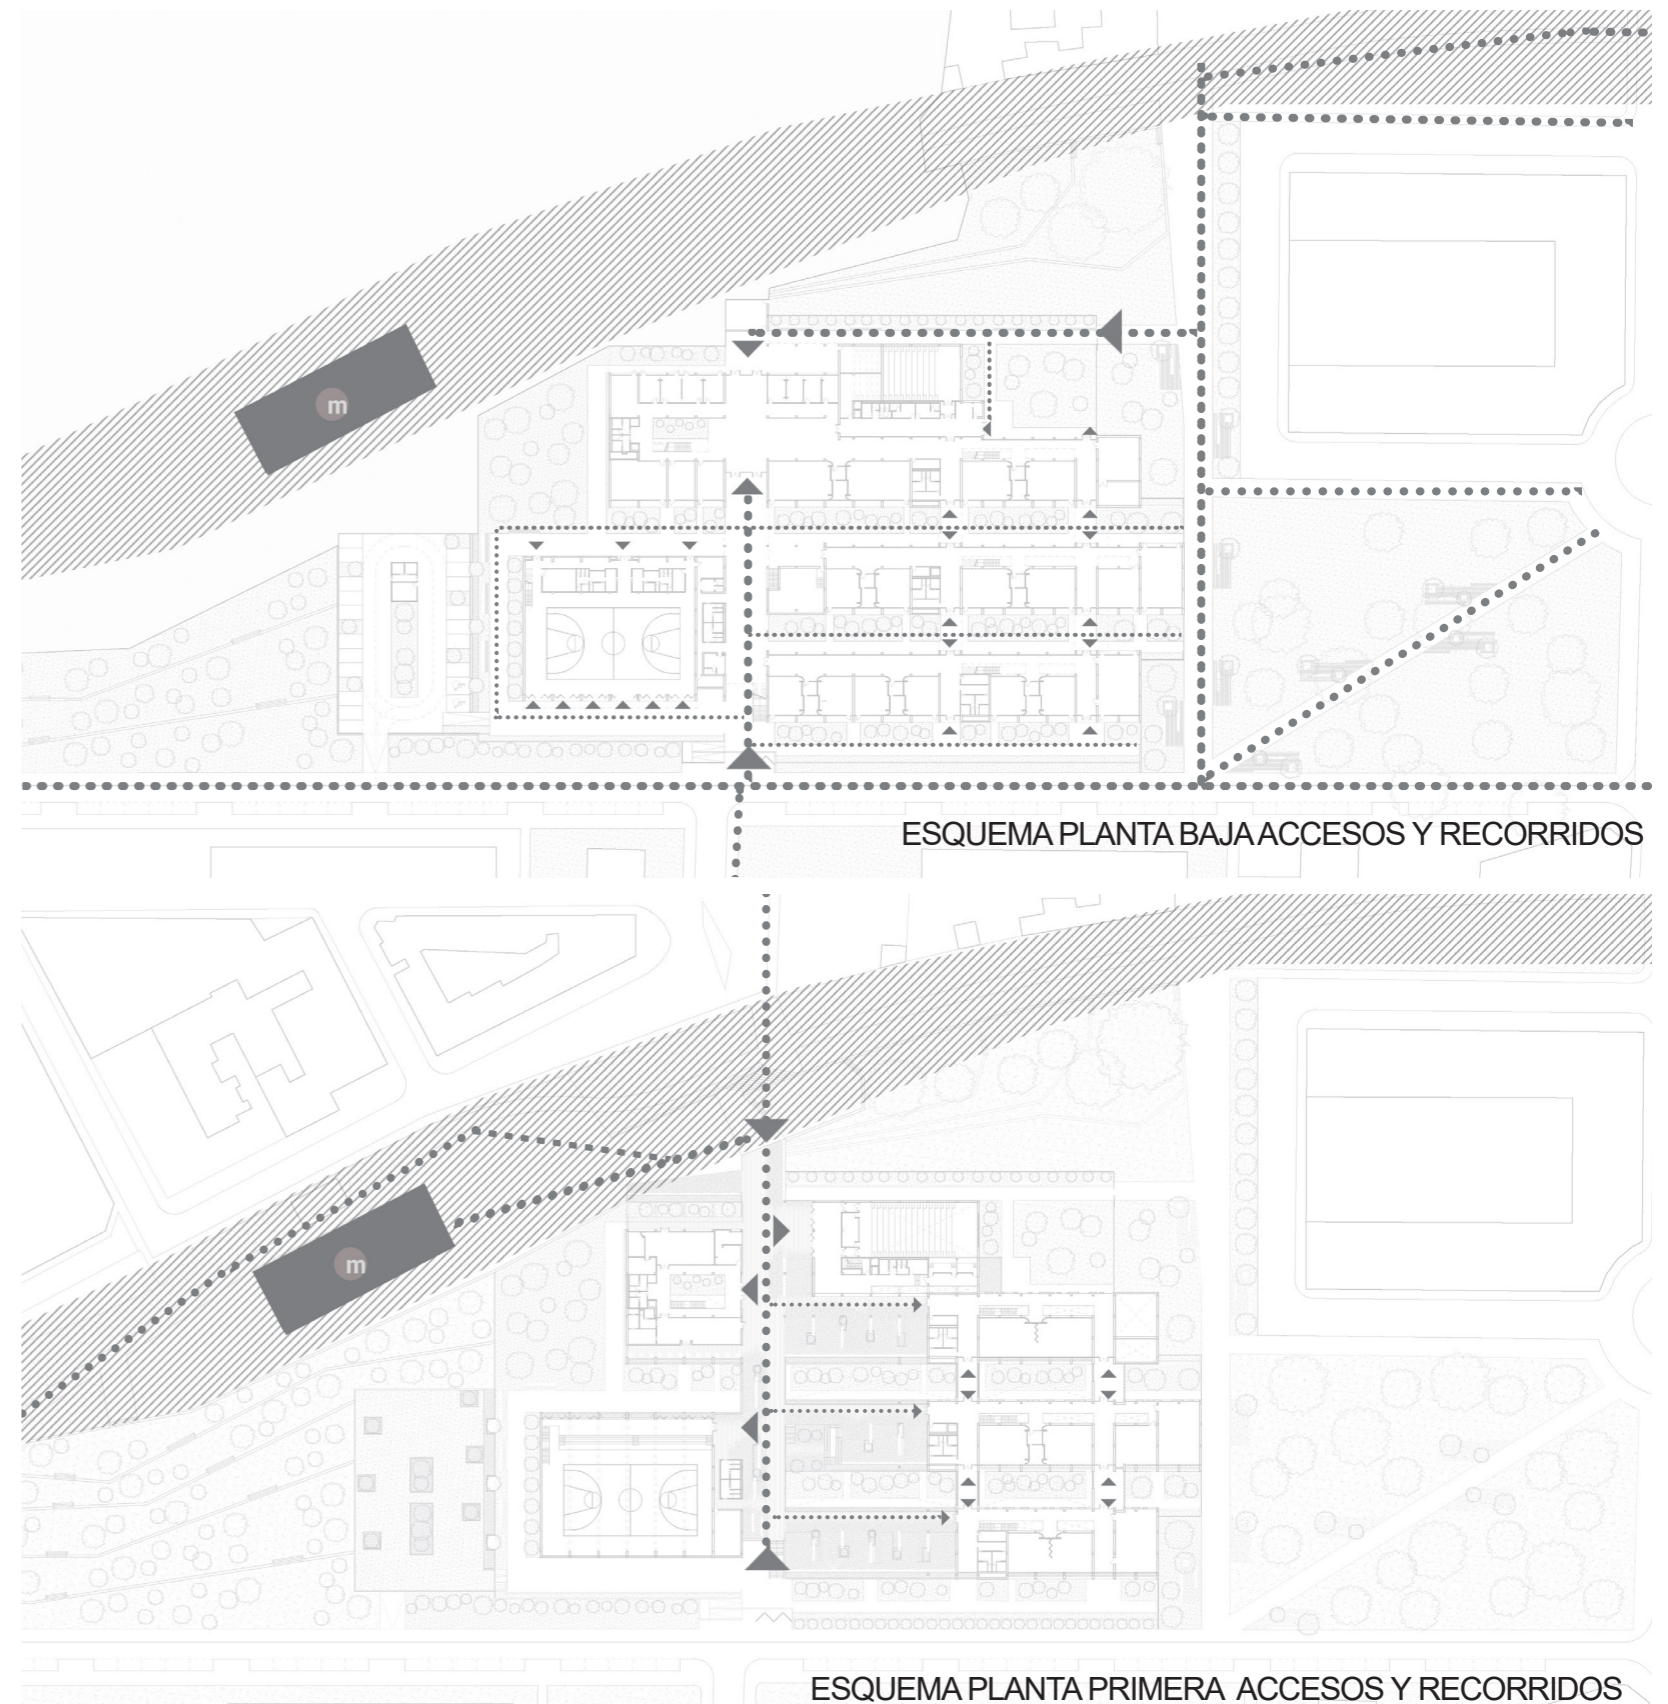 m
ESQUEMA PLANTA BAJA ACCESOS Y RECORRIDOS
m
ESQUEMA PLANTA PRIMERA ACCESOS Y RECORRIDOS